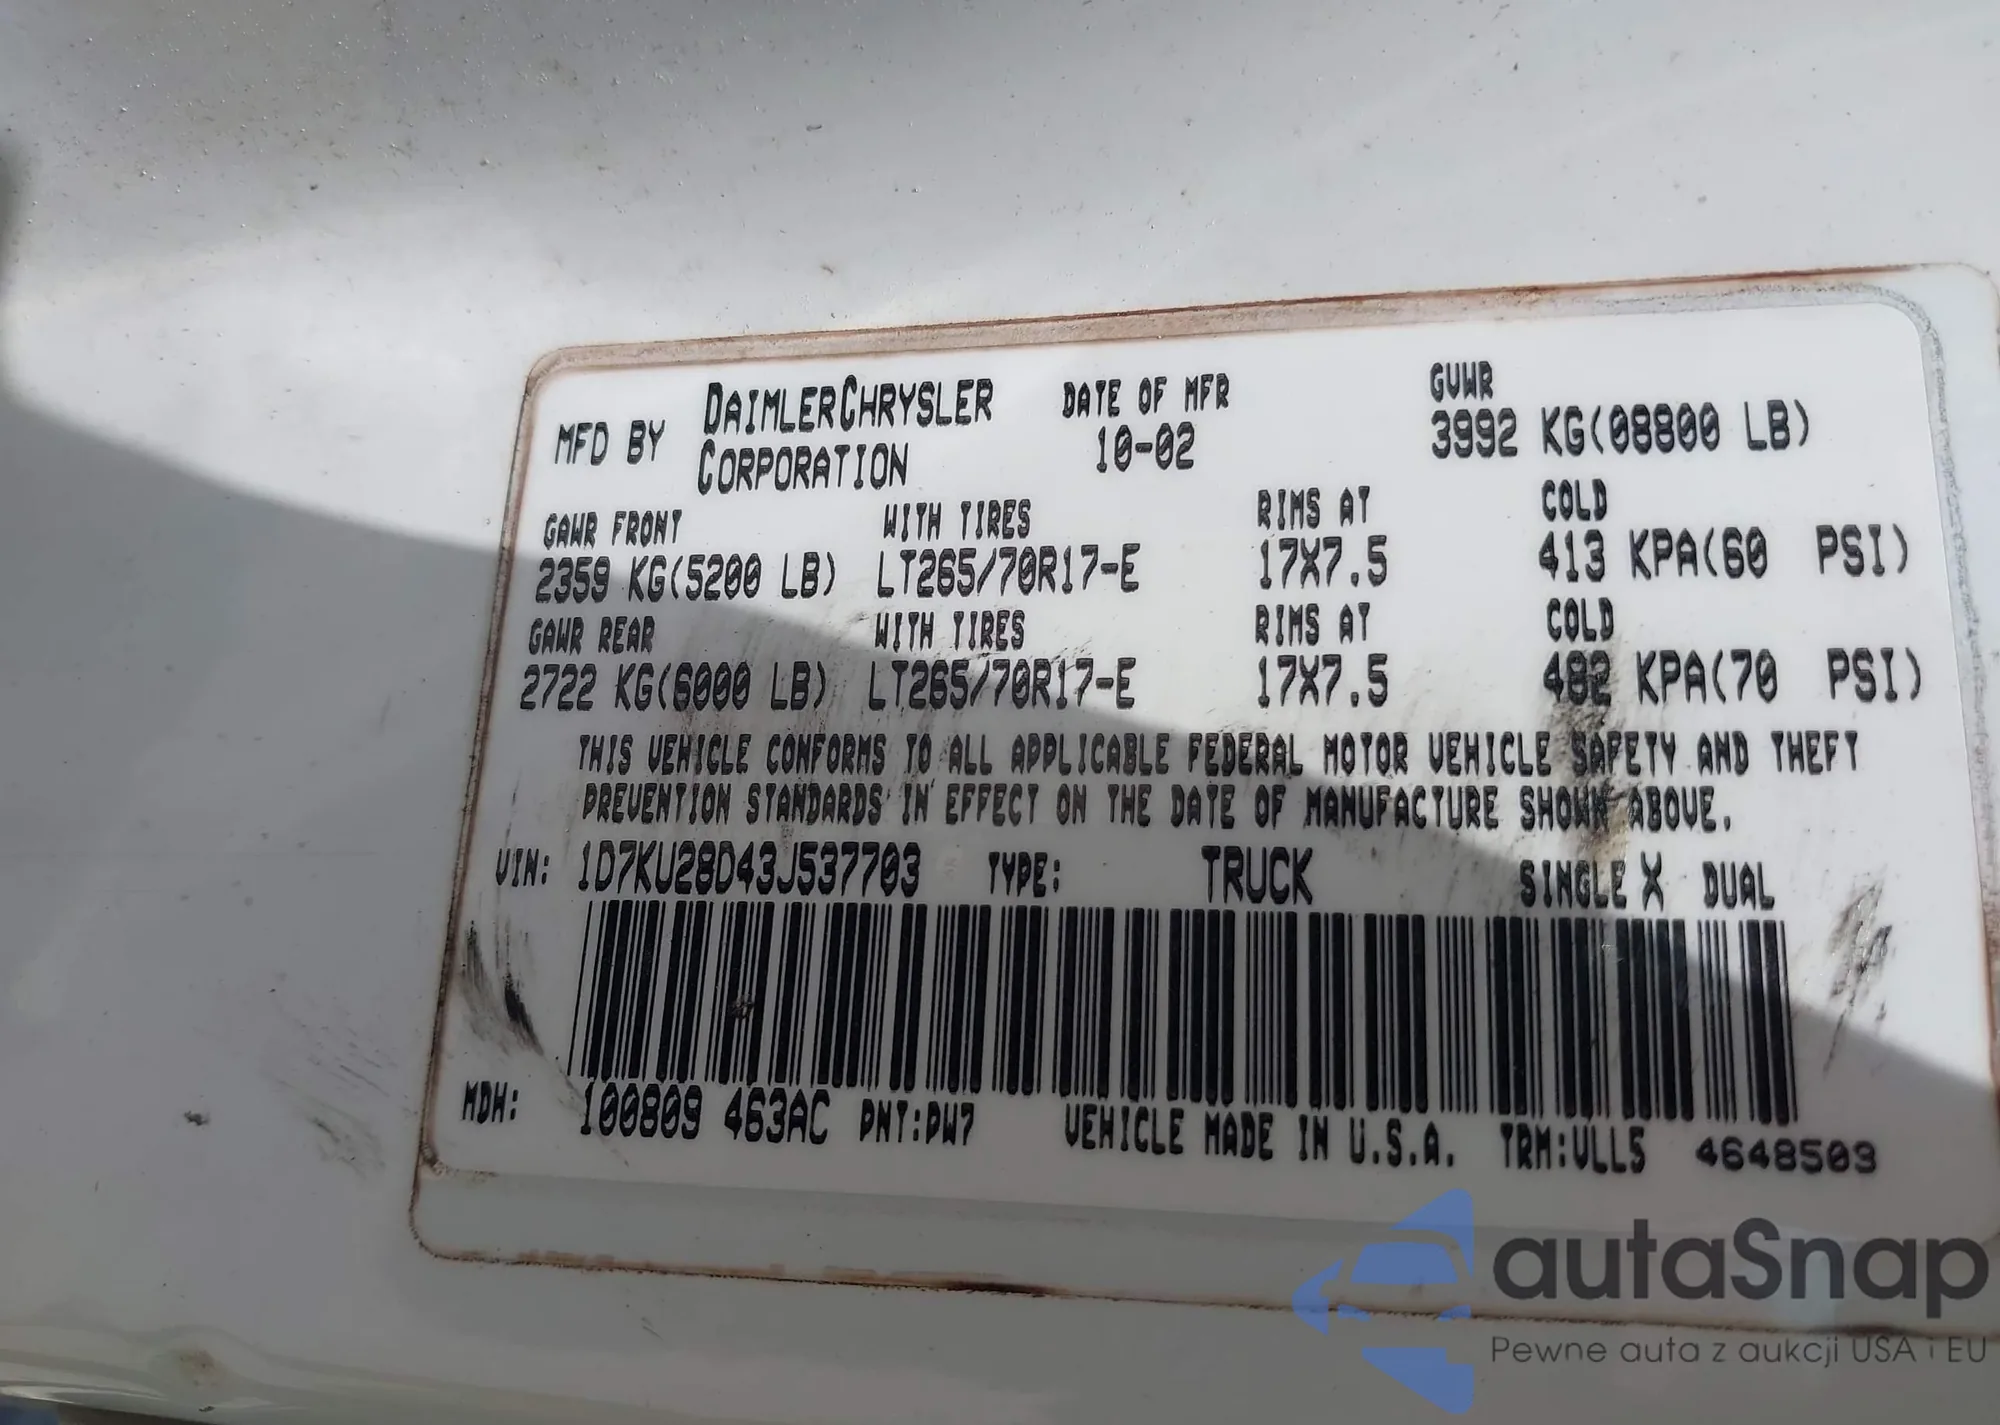 MFD BY DAIMLERCHRYSLER CORPORATION DATE OF MFR 10-02 GVWR 3992 KG(08800 LB)
GAWR FRONT WITH TIRES RIMS AT COLD
2359 KG(5200 LB) LT265/70R17-E 17X7.5 413 KPA(60 PSI)
GAWR REAR WITH TIRES RIMS AT COLD
2722 KG(6000 LB) LT265/70R17-E 17X7.5 482 KPA(70 PSI)
THIS VEHICLE CONFORMS TO ALL APPLICABLE FEDERAL MOTOR VEHICLE SAFETY AND THEFT
PREVENTION STANDARDS IN EFFECT ON THE DATE OF MANUFACTURE SHOWN ABOVE.
VIN: 1D7KU28D43J537703 TYPE: TRUCK SINGLE X DUAL
MDH: 100809 463AC PNT:PW7 VEHICLE MADE IN U.S.A. TRM:VLL5 4648503
autaSnap
Pewne auta z aukcji USA i EU